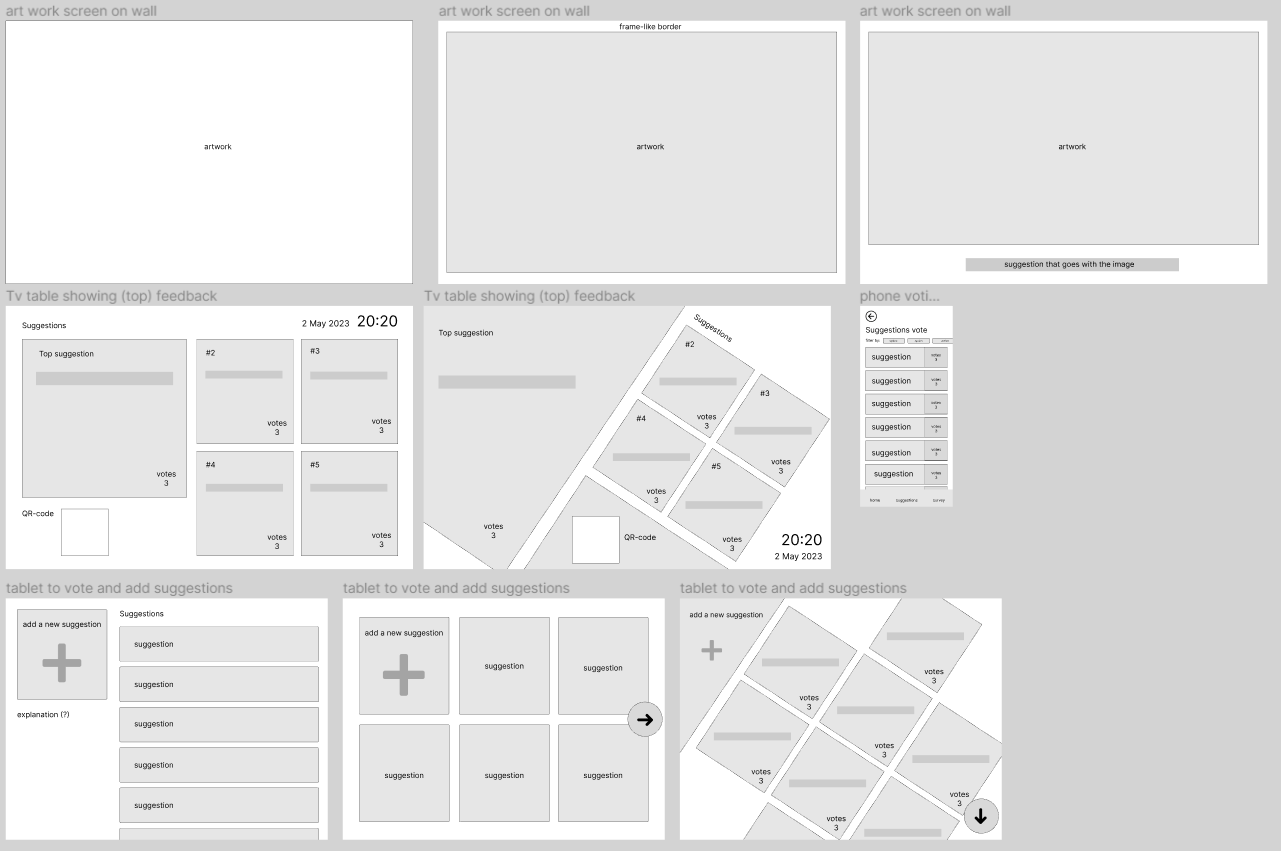 art work screen on wall
artwork
art work screen on wall
frame-like border
artwork
art work screen on wall
artwork
suggestion that goes with the image
Tv table showing (top) feedback
Suggestions
2 May 2023 20:20
Top suggestion
votes
3
#2
votes
3
#3
votes
3
#4
votes
3
#5
votes
3
QR-code
Tv table showing (top) feedback
Top suggestion
votes
3
Suggestions
#2
votes
3
#3
votes
3
#4
votes
3
#5
votes
3
QR-code
20:20
2 May 2023
phone voti...
Suggestions vote
filter by:
suggestion
votes
3
suggestion
votes
3
suggestion
votes
3
suggestion
votes
3
suggestion
votes
3
suggestion
votes
3
home
suggestions
survey
tablet to vote and add suggestions
add a new suggestion
explanation (?)
Suggestions
suggestion
suggestion
suggestion
suggestion
suggestion
tablet to vote and add suggestions
add a new suggestion
suggestion
suggestion
suggestion
suggestion
suggestion
tablet to vote and add suggestions
add a new suggestion
votes
3
votes
3
votes
3
votes
3
votes
3
votes
3